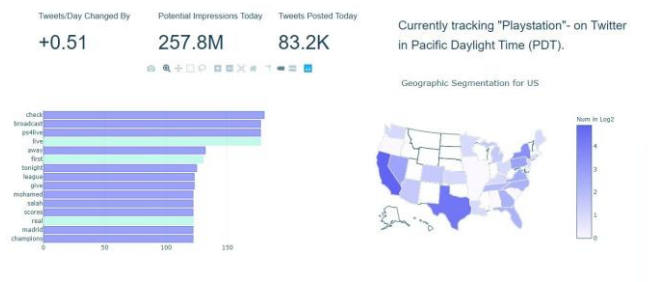 Tweets/Day Changed By
Potential Impressions Today
Tweets Posted Today
+0.51
257.8M
83.2K
Currently tracking "Playstation"- on Twitter
in Pacific Daylight Time (PDT).
Geographic Segmentation for US
check
broadcast
ps4live
live
away
first
tonight
league
give
mohamed
salah
scores
real
madrid
champions
0
50
100
150
Num in Log2
4
3
2
1
0